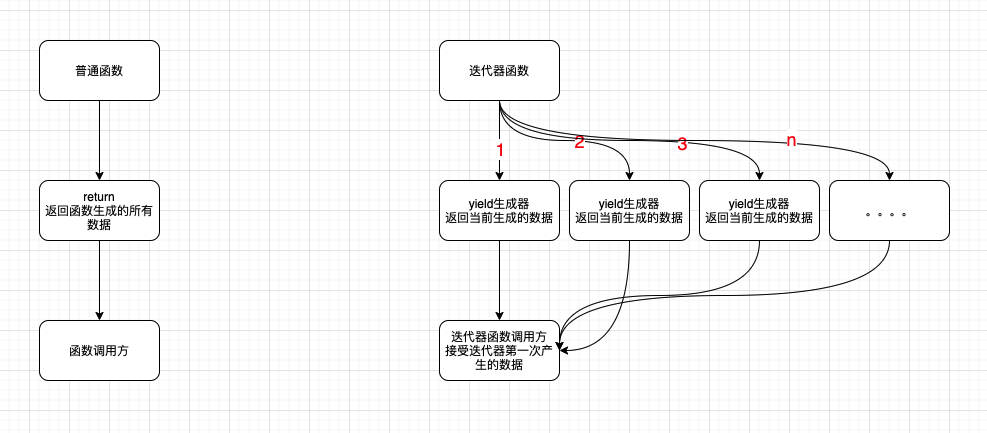 普通函数
迭代器函数
1
2
3
n
return
返回函数生成的所有
数据
yield生成器
返回当前生成的数据
yield生成器
返回当前生成的数据
yield生成器
返回当前生成的数据
。。。。
函数调用方
迭代器函数调用方
接受迭代器第一次产
生的数据